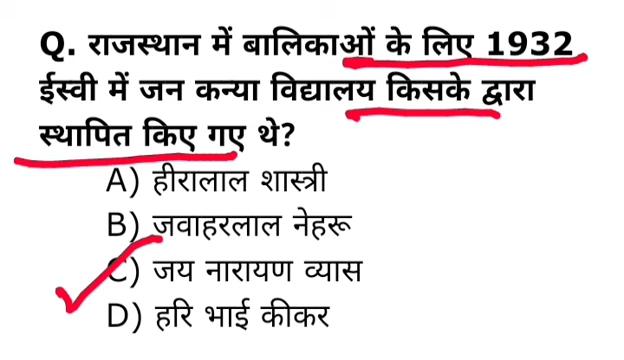 Q. राजस्थान में बालिकाओं के लिए 1932
ईस्वी में जन कन्या विद्यालय किसके द्वारा
स्थापित किए गए थे?
A) हीरालाल शास्त्री
B) जवाहरलाल नेहरू
C) जय नारायण व्यास
D) हरि भाई कीकर